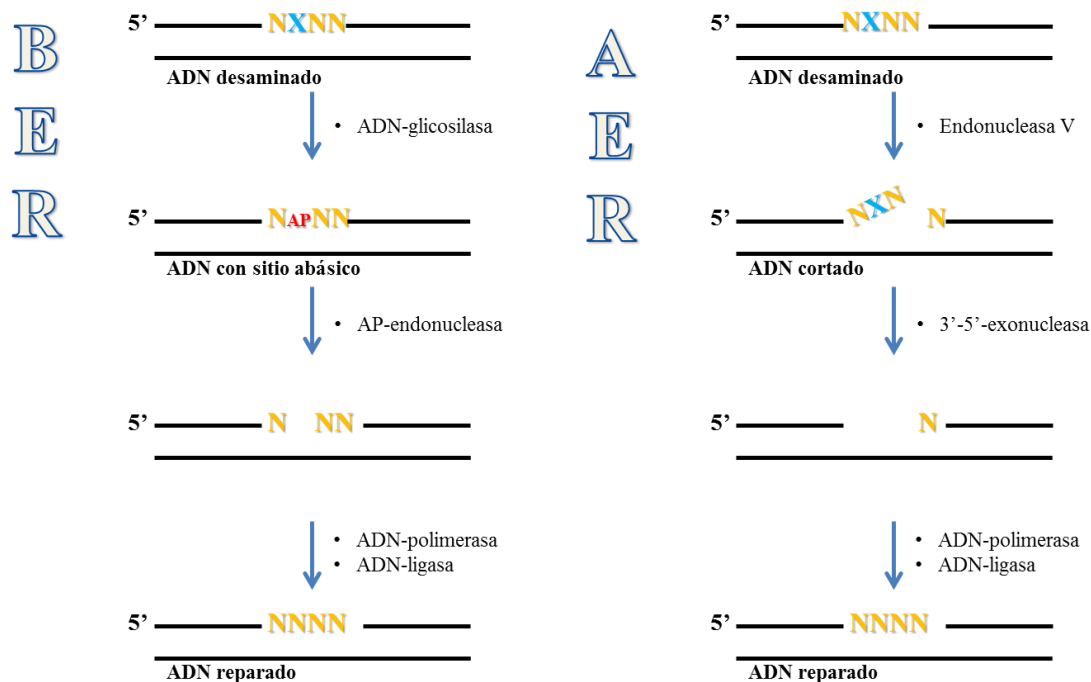 BER
5’ NXNN
ADN desaminado
• ADN-glicosilasa
5’ NAPNN
ADN con sitio abásico
• AP-endonucleasa
5’ N NN
• ADN-polimerasa
• ADN-ligasa
5’ NNNN
ADN reparado
AER
5’ NXNN
ADN desaminado
• Endonucleasa V
5’ NXN N
ADN cortado
• 3’-5’-exonucleasa
5’ N
• ADN-polimerasa
• ADN-ligasa
5’ NNNN
ADN reparado